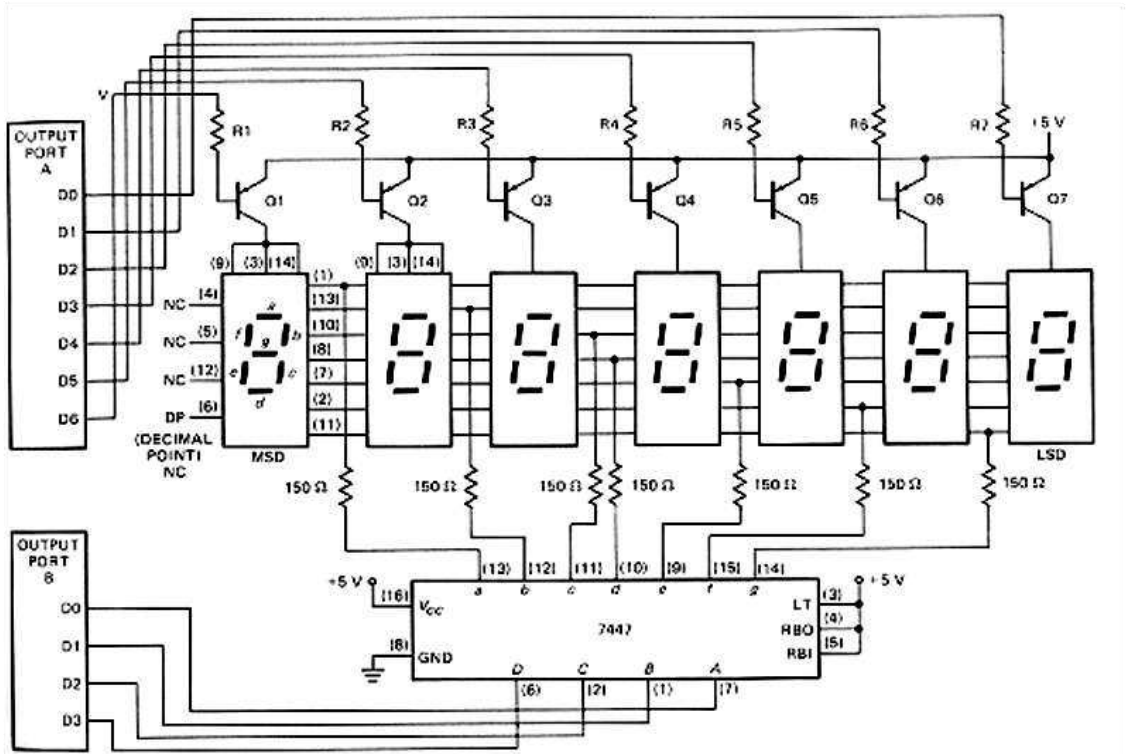 V
R1
R2
R3
R4
R5
R6
R7
+5 V
OUTPUT
PORT
A
D0
D1
D2
D3
D4
D5
D6
Q1
Q2
Q3
Q4
Q5
Q6
Q7
(9) (3) (14)
(9) (3) (14)
NC (4)
NC (5)
NC (12)
DP (6)
(DECIMAL
POINT)
NC
a
f b
g
e c
d
(1)
(13)
(10)
(8)
(7)
(2)
(11)
MSD
LSD
150 Ω
150 Ω
150 Ω
150 Ω
150 Ω
150 Ω
150 Ω
OUTPUT
PORT
B
D0
D1
D2
D3
(13) (12) (11) (10) (9) (15) (14)
a b c d e f g
+5 V
(16) VCC
(8) GND
7447
+5 V
LT (3)
RBO (4)
RBI (5)
D C B A
(6) (2) (1) (7)